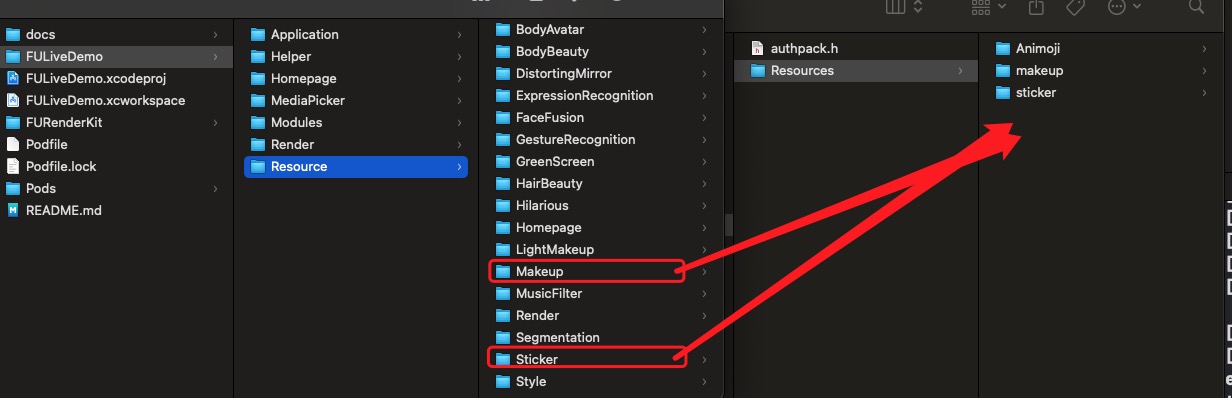 docs
FULiveDemo
FULiveDemo.xcodeproj
FULiveDemo.xcworkspace
FURenderKit
Podfile
Podfile.lock
Pods
README.md
Application
Helper
Homepage
MediaPicker
Modules
Render
Resource
BodyAvatar
BodyBeauty
DistortingMirror
ExpressionRecognition
FaceFusion
GestureRecognition
GreenScreen
HairBeauty
Hilarious
Homepage
LightMakeup
Makeup
MusicFilter
Render
Segmentation
Sticker
Style
authpack.h
Resources
Animoji
makeup
sticker